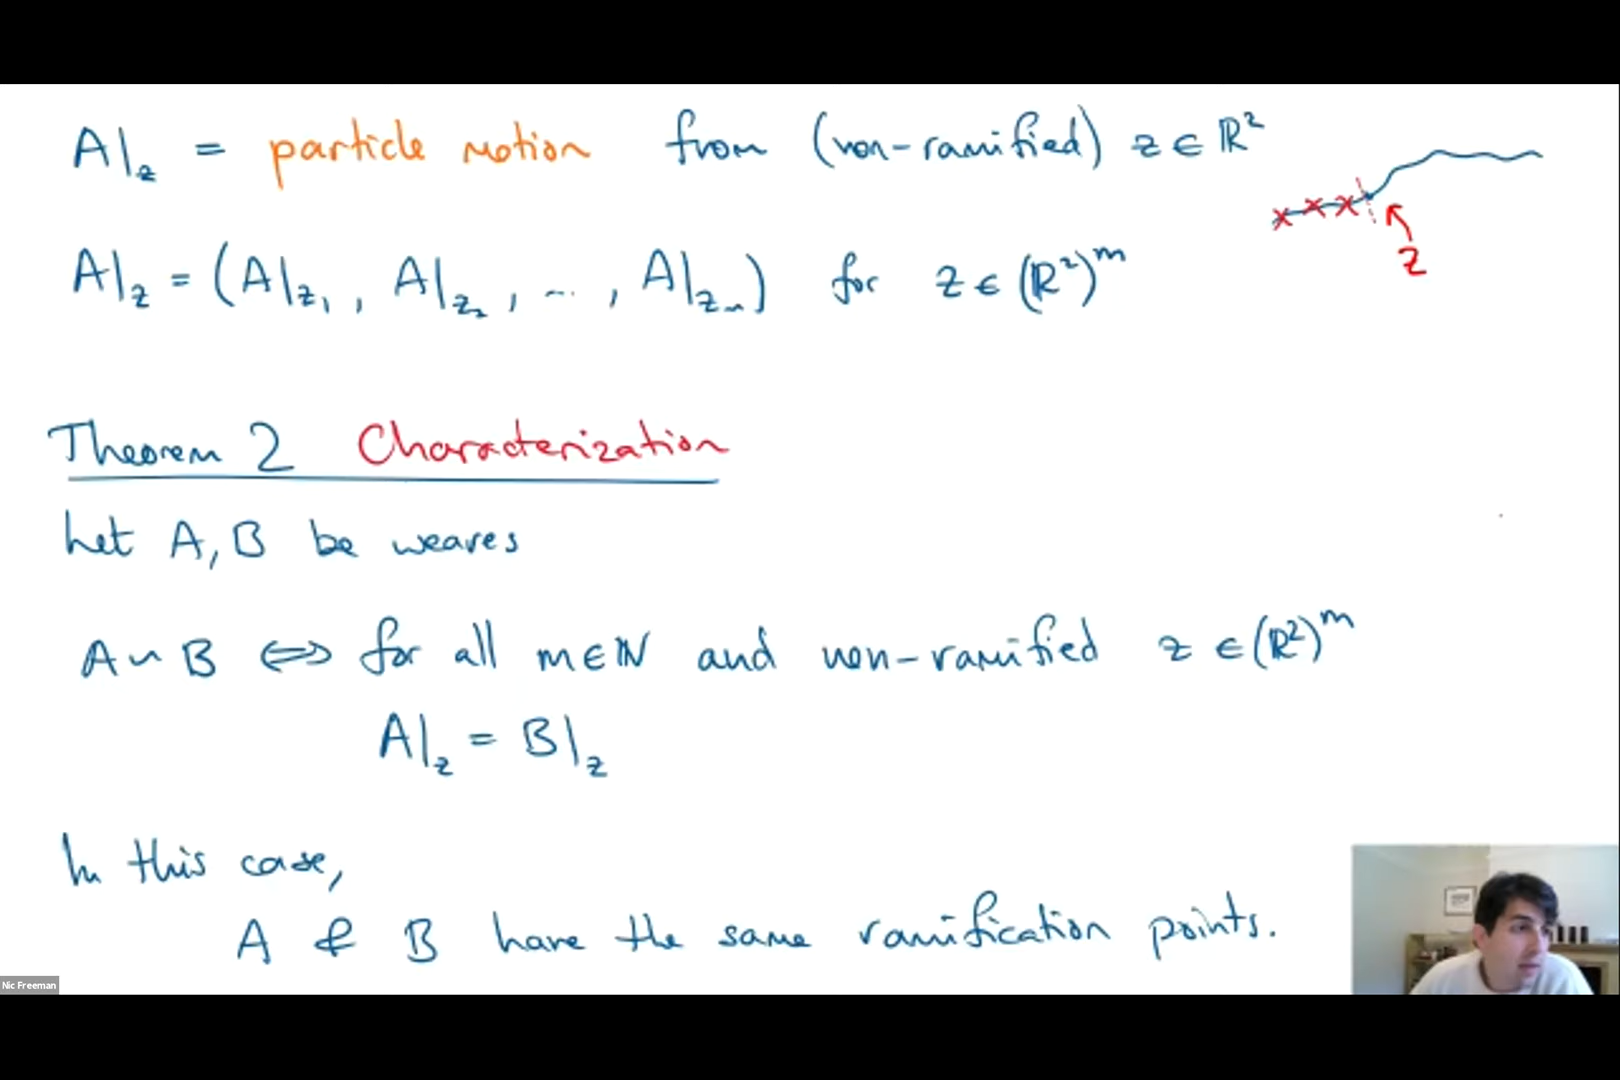 A|z = particle motion from (non-ramified) z ∈ ℝ²
z
A|z = (A|z₁, A|z₂, ..., A|zₘ) for z ∈ (ℝ²)ᵐ
Theorem 2 Characterization
Let A, B be weaves
A ~ B ⇔ for all m ∈ ℕ and non-ramified z ∈ (ℝ²)ᵐ
A|z = B|z
In this case,
A & B have the same ramification points.
Nic Freeman